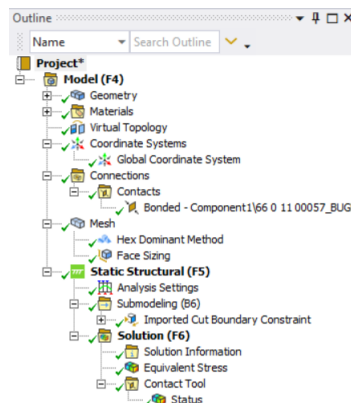 Outline
Name Search Outline
Project*
Model (F4)
Geometry
Materials
Virtual Topology
Coordinate Systems
Global Coordinate System
Connections
Contacts
Bonded - Component1\66 0 11 00057_BUG
Mesh
Hex Dominant Method
Face Sizing
Static Structural (F5)
Analysis Settings
Submodeling (B6)
Imported Cut Boundary Constraint
Solution (F6)
Solution Information
Equivalent Stress
Contact Tool
Status